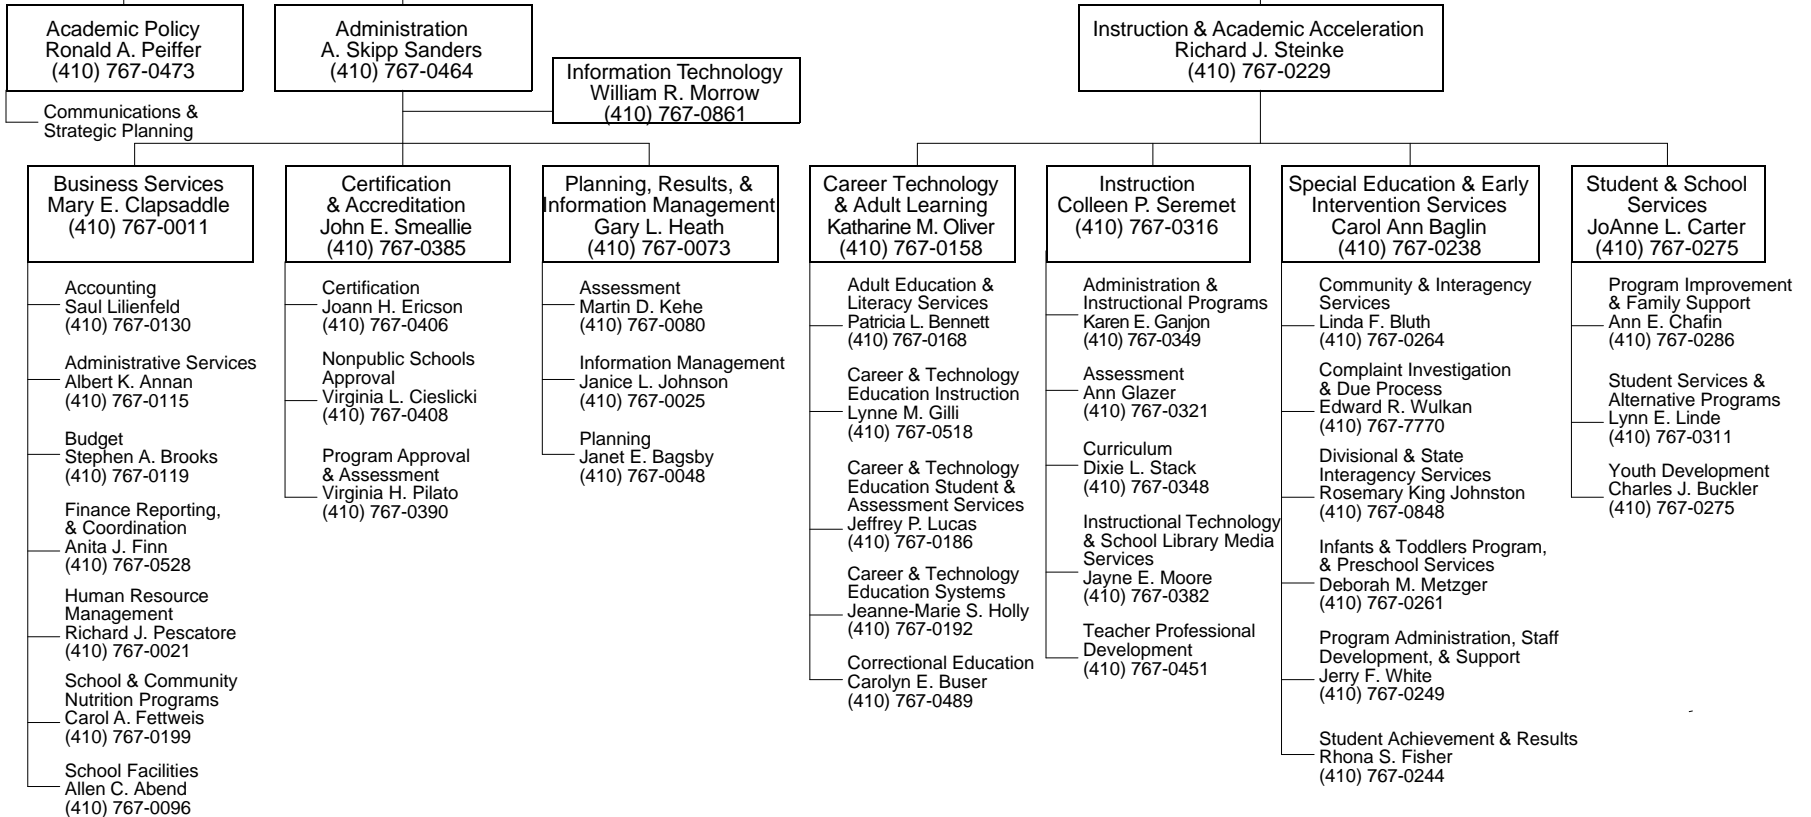 Academic Policy
Ronald A. Peiffer
(410) 767-0473
Communications &
Strategic Planning
Administration
A. Skipp Sanders
(410) 767-0464
Information Technology
William R. Morrow
(410) 767-0861
Instruction & Academic Acceleration
Richard J. Steinke
(410) 767-0229
Business Services
Mary E. Clapsaddle
(410) 767-0011
Accounting
Saul Lilienfeld
(410) 767-0130
Administrative Services
Albert K. Annan
(410) 767-0115
Budget
Stephen A. Brooks
(410) 767-0119
Finance Reporting,
& Coordination
Anita J. Finn
(410) 767-0528
Human Resource
Management
Richard J. Pescatore
(410) 767-0021
School & Community
Nutrition Programs
Carol A. Fettweis
(410) 767-0199
School Facilities
Allen C. Abend
(410) 767-0096
Certification
& Accreditation
John E. Smeallie
(410) 767-0385
Certification
Joann H. Ericson
(410) 767-0406
Nonpublic Schools
Approval
Virginia L. Cieslicki
(410) 767-0408
Program Approval
& Assessment
Virginia H. Pilato
(410) 767-0390
Planning, Results, &
Information Management
Gary L. Heath
(410) 767-0073
Assessment
Martin D. Kehe
(410) 767-0080
Information Management
Janice L. Johnson
(410) 767-0025
Planning
Janet E. Bagsby
(410) 767-0048
Career Technology
& Adult Learning
Katharine M. Oliver
(410) 767-0158
Adult Education &
Literacy Services
Patricia L. Bennett
(410) 767-0168
Career & Technology
Education Instruction
Lynne M. Gilli
(410) 767-0518
Career & Technology
Education Student &
Assessment Services
Jeffrey P. Lucas
(410) 767-0186
Career & Technology
Education Systems
Jeanne-Marie S. Holly
(410) 767-0192
Correctional Education
Carolyn E. Buser
(410) 767-0489
Instruction
Colleen P. Seremet
(410) 767-0316
Administration &
Instructional Programs
Karen E. Ganjon
(410) 767-0349
Assessment
Ann Glazer
(410) 767-0321
Curriculum
Dixie L. Stack
(410) 767-0348
Instructional Technology
& School Library Media
Services
Jayne E. Moore
(410) 767-0382
Teacher Professional
Development
(410) 767-0451
Special Education & Early
Intervention Services
Carol Ann Baglin
(410) 767-0238
Community & Interagency
Services
Linda F. Bluth
(410) 767-0264
Complaint Investigation
& Due Process
Edward R. Wulkan
(410) 767-7770
Divisional & State
Interagency Services
Rosemary King Johnston
(410) 767-0848
Infants & Toddlers Program,
& Preschool Services
Deborah M. Metzger
(410) 767-0261
Program Administration, Staff
Development, & Support
Jerry F. White
(410) 767-0249
Student Achievement & Results
Rhona S. Fisher
(410) 767-0244
Student & School
Services
JoAnne L. Carter
(410) 767-0275
Program Improvement
& Family Support
Ann E. Chafin
(410) 767-0286
Student Services &
Alternative Programs
Lynn E. Linde
(410) 767-0311
Youth Development
Charles J. Buckler
(410) 767-0275